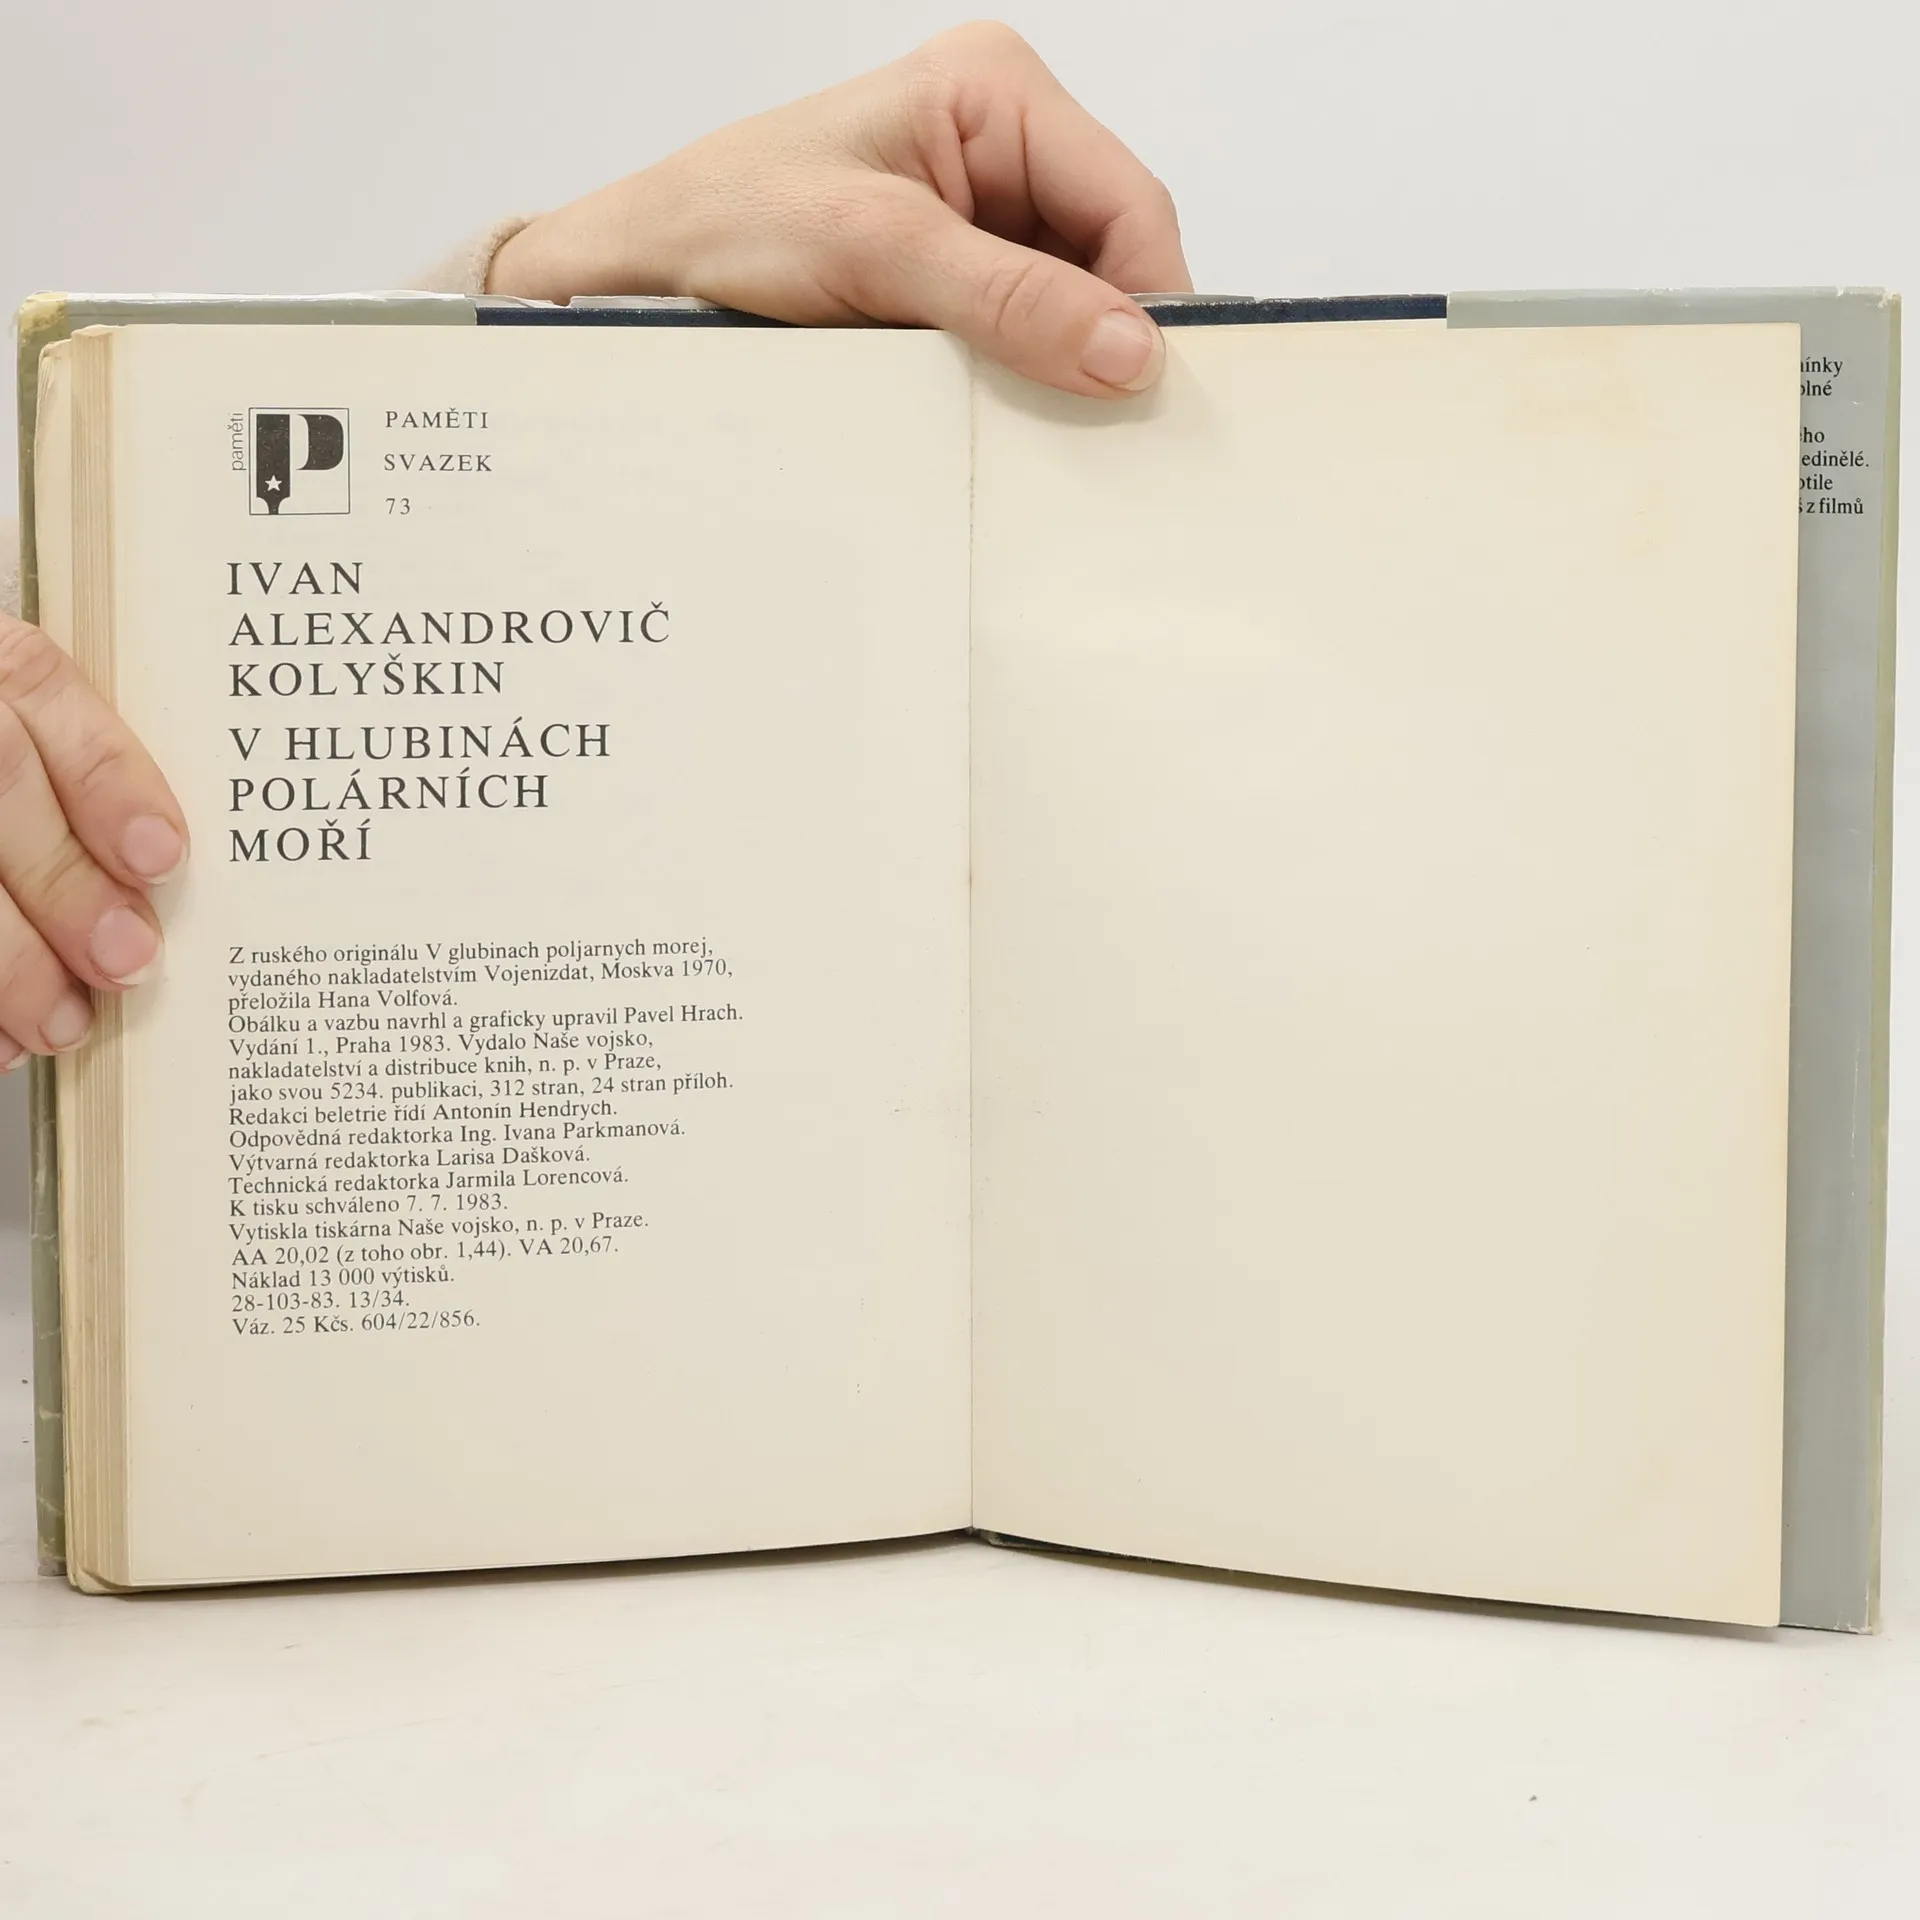 paměti
PAMĚTI
SVAZEK
73
IVAN
ALEXANDROVIČ
KOLYŠKIN
V HLUBINÁCH
POLÁRNÍCH
MOŘÍ
Z ruského originálu V glubinach poljarnych morej,
vydaného nakladatelstvím Vojenizdat, Moskva 1970,
přeložila Hana Volfová.
Obálku a vazbu navrhl a graficky upravil Pavel Hrach.
Vydání 1., Praha 1983. Vydalo Naše vojsko,
nakladatelství a distribuce knih, n. p. v Praze,
jako svou 5234. publikaci, 312 stran, 24 stran příloh.
Redakci beletrie řídí Antonín Hendrych.
Odpovědná redaktorka Ing. Ivana Parkmanová.
Výtvarná redaktorka Larisa Dašková.
Technická redaktorka Jarmila Lorencová.
K tisku schváleno 7. 7. 1983.
Vytiskla tiskárna Naše vojsko, n. p. v Praze.
AA 20,02 (z toho obr. 1,44). VA 20,67.
Náklad 13 000 výtisků.
28-103-83. 13/34.
Váz. 25 Kčs. 604/22/856.
z filmů